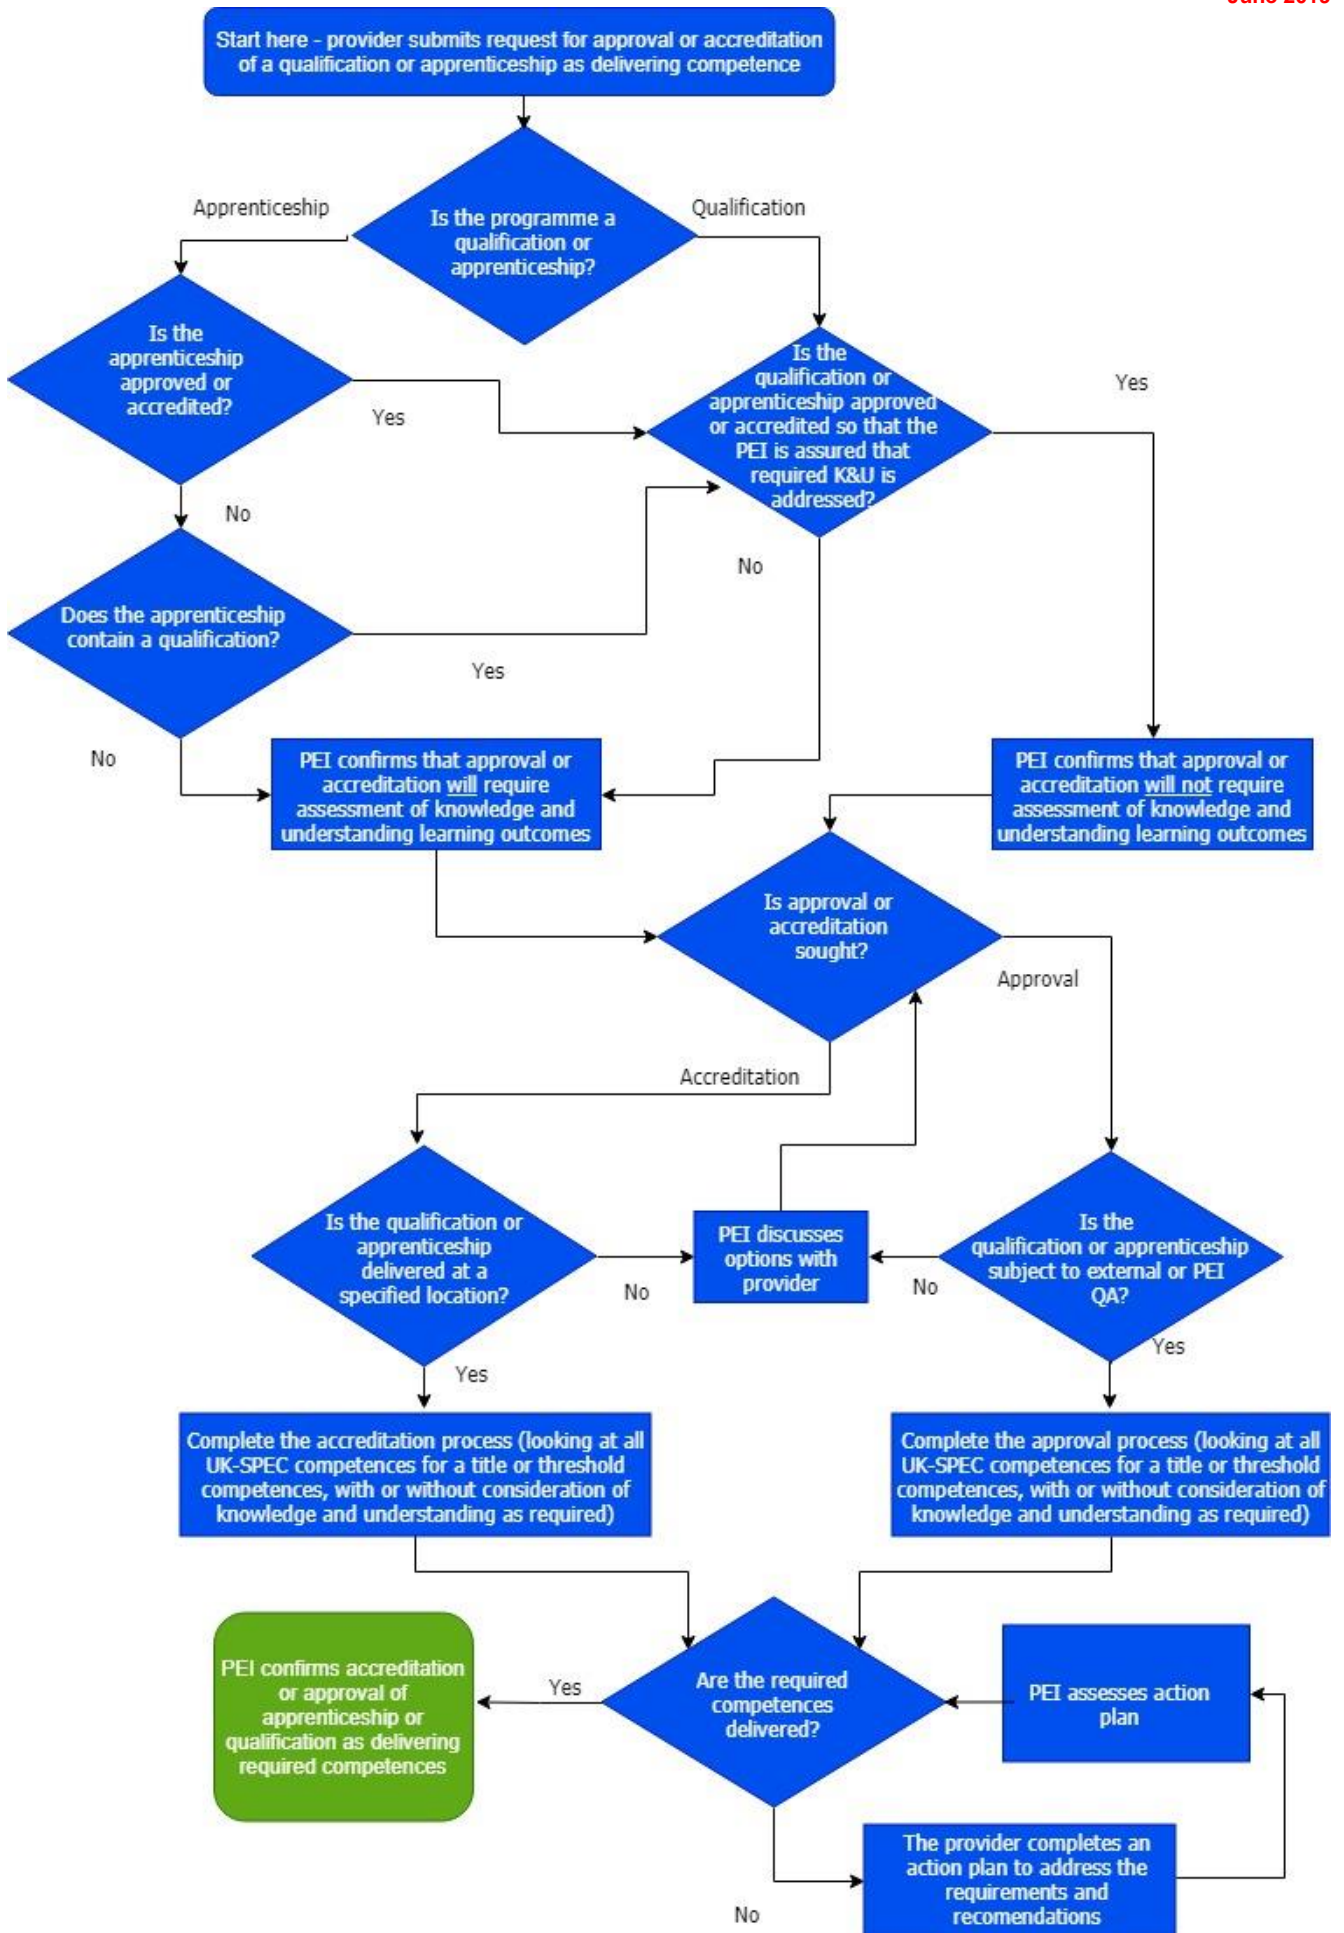 Start here - provider submits request for approval or accreditation
of a qualification or apprenticeship as delivering competence
Apprenticeship
Is the programme a
qualification or
apprenticeship?
Qualification
Is the
apprenticeship
approved or
accredited?
Yes
Is the
qualification or
apprenticeship approved
or accredited so that the
PEI is assured that
required K&U is
addressed?
Yes
No
No
Does the apprenticeship
contain a qualification?
Yes
No
PEI confirms that approval or
accreditation will require
assessment of knowledge and
understanding learning outcomes
PEI confirms that approval or
accreditation will not require
assessment of knowledge and
understanding learning outcomes
Is approval or
accreditation
sought?
Approval
Accreditation
Is the qualification or
apprenticeship
delivered at a
specified location?
No
PEI discusses
options with
provider
No
Is the
qualification or apprenticeship
subject to external or PEI
QA?
Yes
Yes
Complete the accreditation process (looking at all
UK-SPEC competences for a title or threshold
competences, with or without consideration of
knowledge and understanding as required)
Complete the approval process (looking at all
UK-SPEC competences for a title or threshold
competences, with or without consideration of
knowledge and understanding as required)
PEI confirms accreditation
or approval of
apprenticeship or
qualification as delivering
required competences
Yes
Are the required
competences
delivered?
PEI assesses action
plan
No
The provider completes an
action plan to address the
requirements and
recomendations